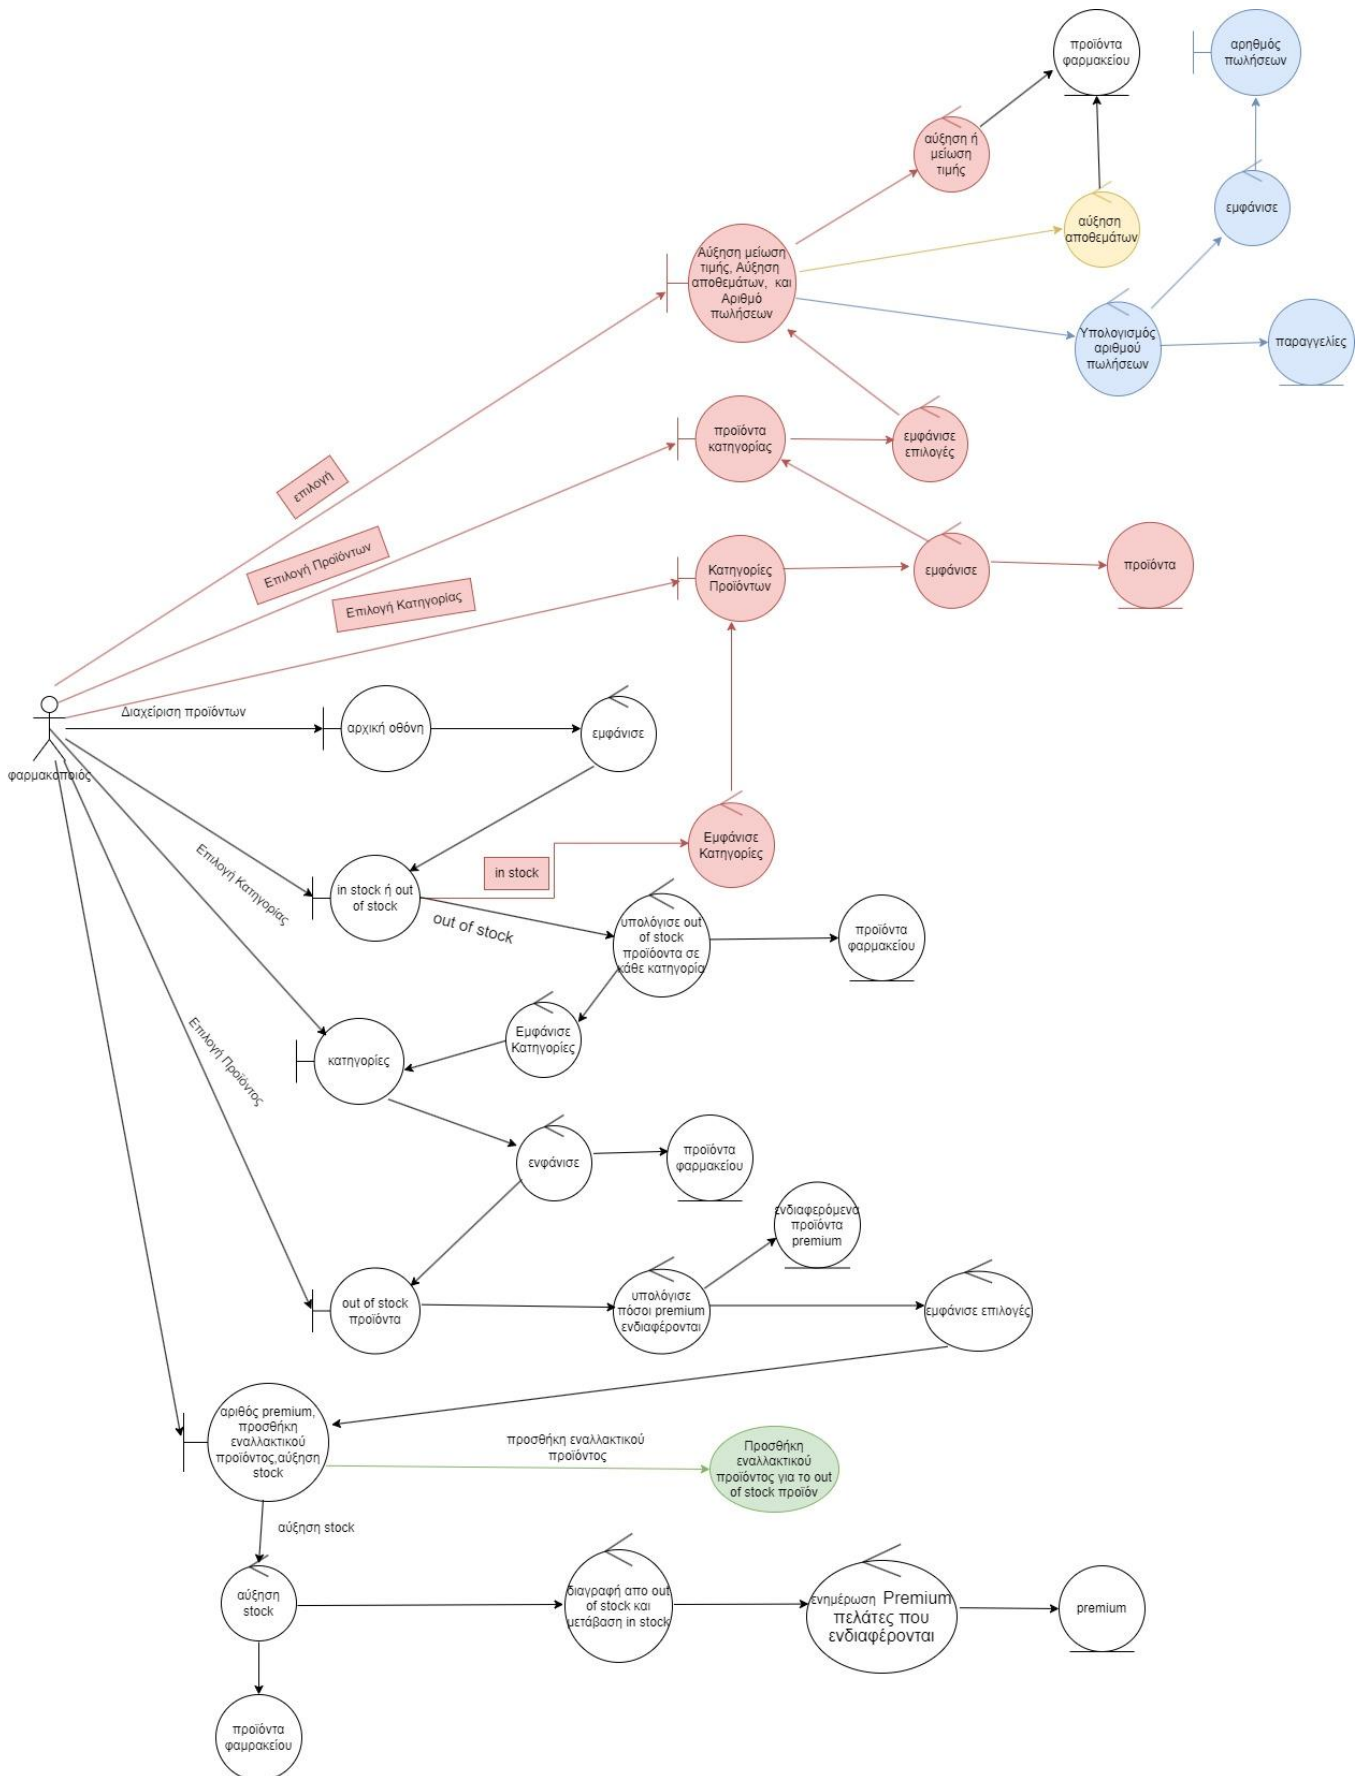 προϊόντα
φαρμακείου
αρηθμός
πωλήσεων
αύξηση ή
μείωση
τιμής
εμφάνισε
αύξηση
αποθεμάτων
Αύξηση μείωση
τιμής, Αύξηση
αποθεμάτων, και
Αριθμό
πωλήσεων
Υπολογισμός
αριθμού
πωλήσεων
παραγγελίες
προϊόντα
κατηγορίας
εμφάνισε
επιλογές
επιλογή
Επιλογή Προϊόντων
Επιλογή Κατηγορίας
Κατηγορίες
Προϊόντων
εμφάνισε
προϊόντα
Διαχείριση προϊόντων
αρχική οθόνη
εμφάνισε
φαρμακοποιός
Εμφάνισε
Κατηγορίες
in stock
Επιλογή Κατηγορίας
in stock ή out
of stock
out of stock
υπολόγισε out
of stock
προϊόοντα σε
κάθε κατηγορία
προϊόντα
φαρμακείου
Επιλογή Προϊόντος
κατηγορίες
Εμφάνισε
Κατηγορίες
ενφάνισε
προϊόντα
φαρμακείου
ενδιαφερόμενα
προϊόντα
premium
out of stock
προϊόντα
υπολόγισε
πόσοι premium
ενδιαφέρονται
εμφάνισε επιλογές
αριθός premium,
προσθήκη
εναλλακτικού
προϊόντος,αύξηση
stock
προσθήκη εναλλακτικού
προϊόντος
Προσθήκη
εναλλακτικού
προϊόντος για το out
of stock προϊόν
αύξηση stock
αύξηση
stock
διαγραφή απο out
of stock και
μετάβαση in stock
ενημέρωση Premium
πελάτες που
ενδιαφέρονται
premium
προϊόντα
φαμρακείου